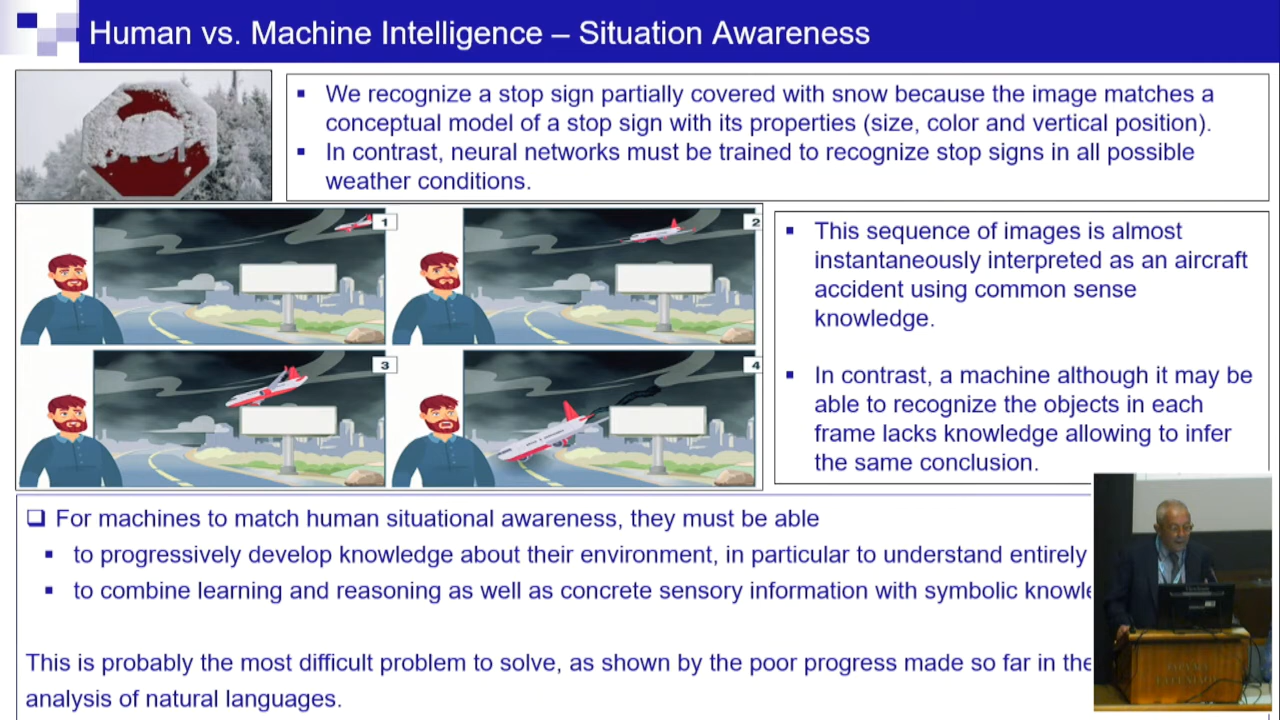 Human vs. Machine Intelligence – Situation Awareness
▪ We recognize a stop sign partially covered with snow because the image matches a
conceptual model of a stop sign with its properties (size, color and vertical position).
▪ In contrast, neural networks must be trained to recognize stop signs in all possible
weather conditions.
1
2
3
4
▪ This sequence of images is almost
instantaneously interpreted as an aircraft
accident using common sense
knowledge.
▪ In contrast, a machine although it may be
able to recognize the objects in each
frame lacks knowledge allowing to infer
the same conclusion.
❑ For machines to match human situational awareness, they must be able
▪ to progressively develop knowledge about their environment, in particular to understand entirely
▪ to combine learning and reasoning as well as concrete sensory information with symbolic
This is probably the most difficult problem to solve, as shown by the poor progress made so far in the
analysis of natural languages.